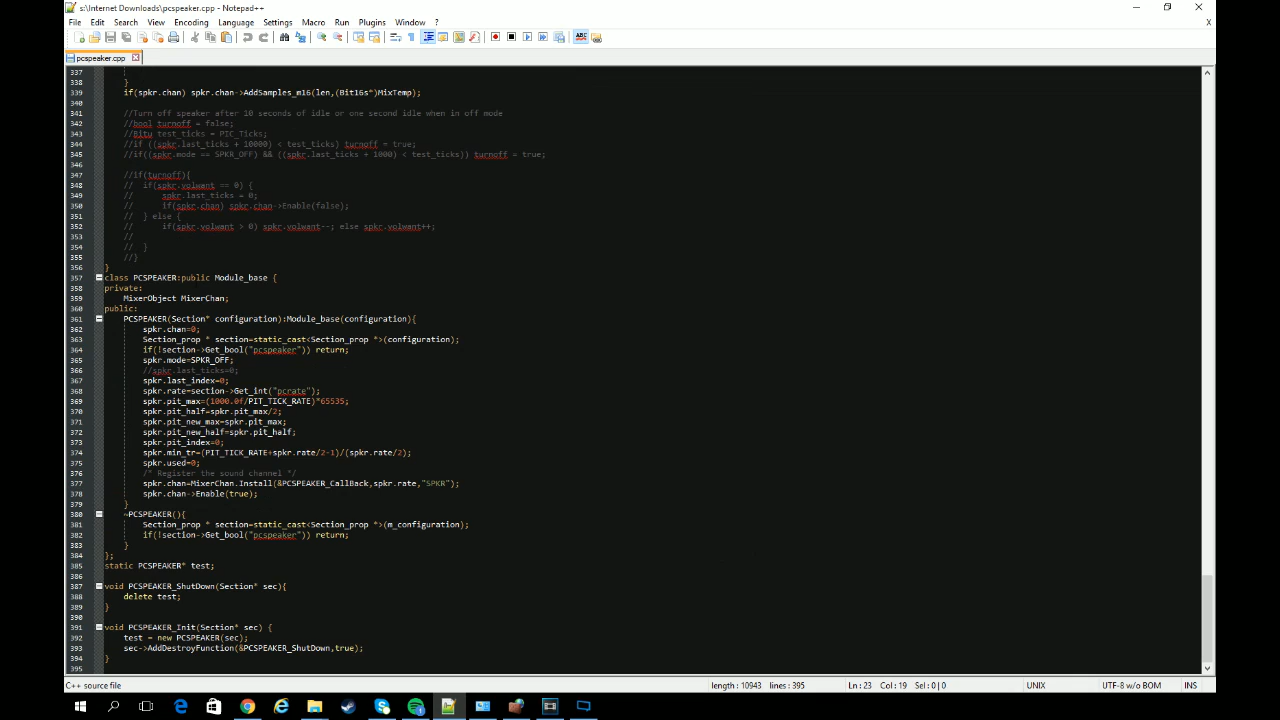 s:\Internet Downloads\pcspeaker.cpp - Notepad++
File Edit Search View Encoding Language Settings Macro Run Plugins Window ?
X
pcspeaker.cpp
337
338 }
339 if(spkr.chan) spkr.chan->AddSamples_m16(len,(Bit16s*)MixTemp);
340
341 //Turn off speaker after 10 seconds of idle or one second idle when in off mode
342 //bool turnoff = false;
343 //Bitu test_ticks = PIC_Ticks;
344 //if ((spkr.last_ticks + 10000) < test_ticks) turnoff = true;
345 //if((spkr.mode == SPKR_OFF) && ((spkr.last_ticks + 1000) < test_ticks)) turnoff = true;
346
347 //if(turnoff){
348 // if(spkr.volwant == 0) {
349 // spkr.last_ticks = 0;
350 // if(spkr.chan) spkr.chan->Enable(false);
351 // } else {
352 // if(spkr.volwant > 0) spkr.volwant--; else spkr.volwant++;
353 //
354 // }
355 //}
356 }
357 class PCSPEAKER:public Module_base {
358 private:
359 MixerObject MixerChan;
360 public:
361 PCSPEAKER(Section* configuration):Module_base(configuration){
362 spkr.chan=0;
363 Section_prop * section=static_cast<Section_prop *>(configuration);
364 if(!section->Get_bool("pcspeaker")) return;
365 spkr.mode=SPKR_OFF;
366 //spkr.last_ticks=0;
367 spkr.last_index=0;
368 spkr.rate=section->Get_int("pcrate");
369 spkr.pit_max=(1000.0f/PIT_TICK_RATE)*65535;
370 spkr.pit_half=spkr.pit_max/2;
371 spkr.pit_new_max=spkr.pit_max;
372 spkr.pit_new_half=spkr.pit_half;
373 spkr.pit_index=0;
374 spkr.min_tr=(PIT_TICK_RATE+spkr.rate/2-1)/(spkr.rate/2);
375 spkr.used=0;
376 /* Register the sound channel */
377 spkr.chan=MixerChan.Install(&PCSPEAKER_CallBack,spkr.rate,"SPKR");
378 spkr.chan->Enable(true);
379 }
380 ~PCSPEAKER(){
381 Section_prop * section=static_cast<Section_prop *>(m_configuration);
382 if(!section->Get_bool("pcspeaker")) return;
383 }
384 };
385 static PCSPEAKER* test;
386
387 void PCSPEAKER_ShutDown(Section* sec){
388 delete test;
389 }
390
391 void PCSPEAKER_Init(Section* sec) {
392 test = new PCSPEAKER(sec);
393 sec->AddDestroyFunction(&PCSPEAKER_ShutDown,true);
394 }
395
C++ source file length : 10943 lines : 395 Ln : 23 Col : 19 Sel : 0 | 0 UNIX UTF-8 w/o BOM INS